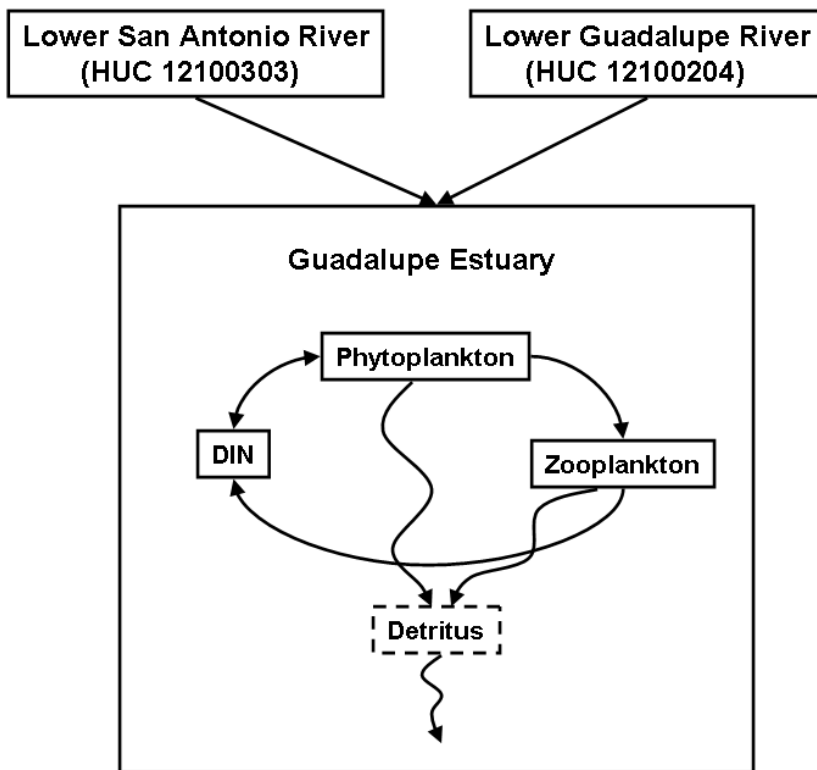 Lower San Antonio River
(HUC 12100303)
Lower Guadalupe River
(HUC 12100204)
Guadalupe Estuary
Phytoplankton
DIN
Zooplankton
Detritus